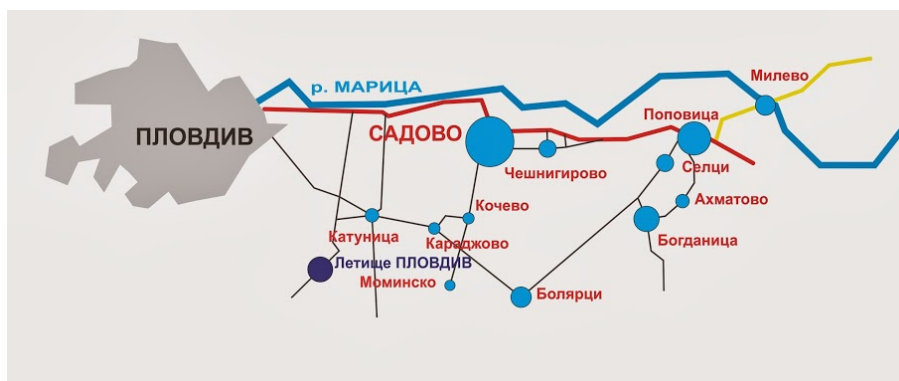 Милево
р. МАРИЦА
Поповица
ПЛОВДИВ
САДОВО
Чешнигирово
Селци
Ахматово
Кочево
Катуница
Караджово
Богданица
Летище ПЛОВДИВ
Моминско
Болярци